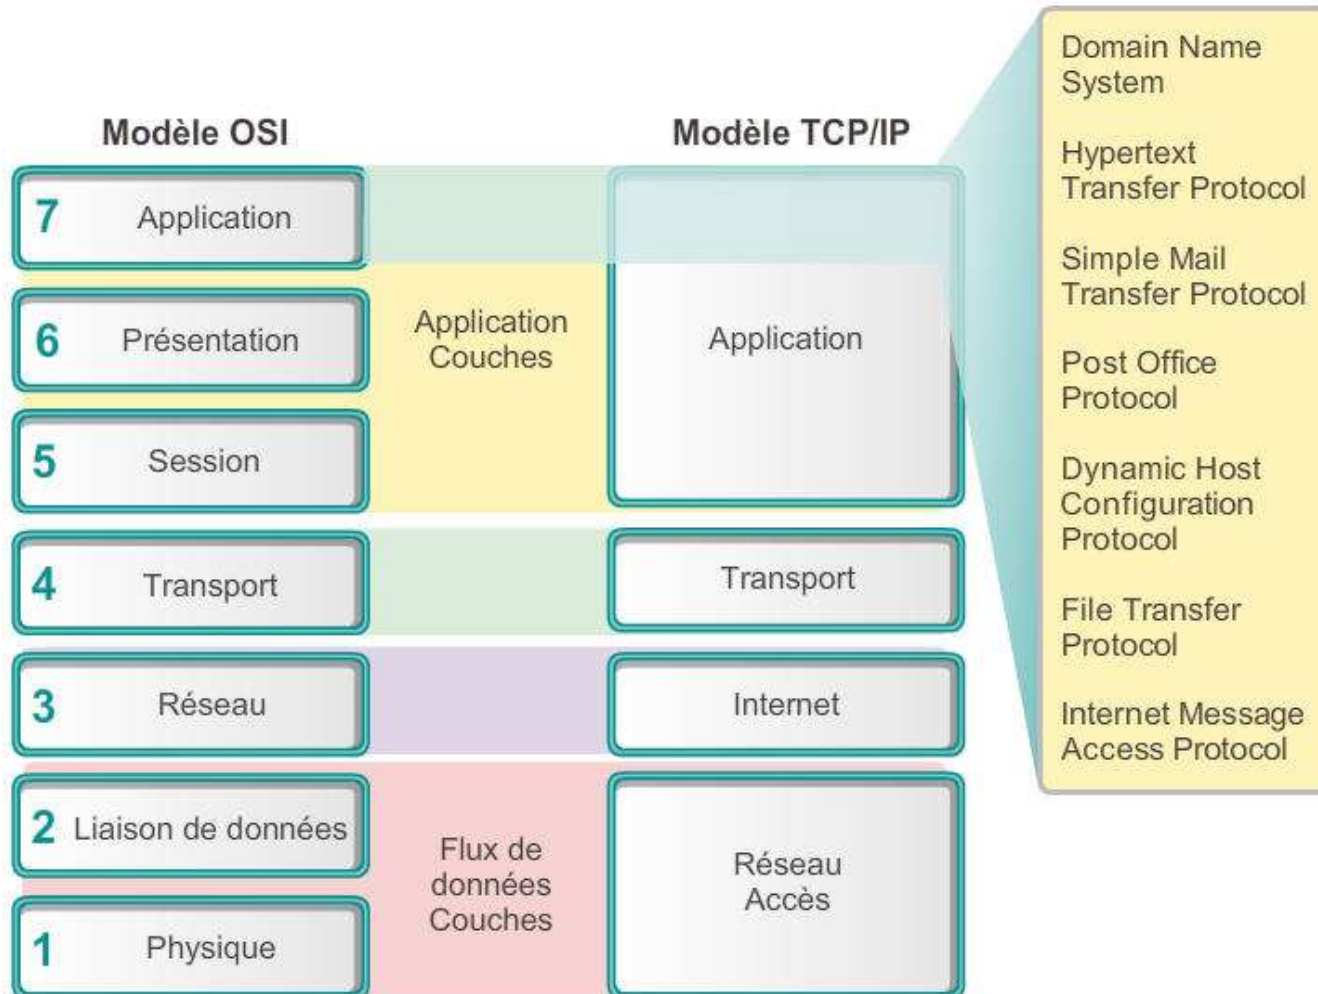 Modèle OSI
Modèle TCP/IP
7 Application
6 Présentation
5 Session
4 Transport
3 Réseau
2 Liaison de données
1 Physique
Application
Couches
Flux de
données
Couches
Application
Transport
Internet
Réseau
Accès
Domain Name
System
Hypertext
Transfer Protocol
Simple Mail
Transfer Protocol
Post Office
Protocol
Dynamic Host
Configuration
Protocol
File Transfer
Protocol
Internet Message
Access Protocol